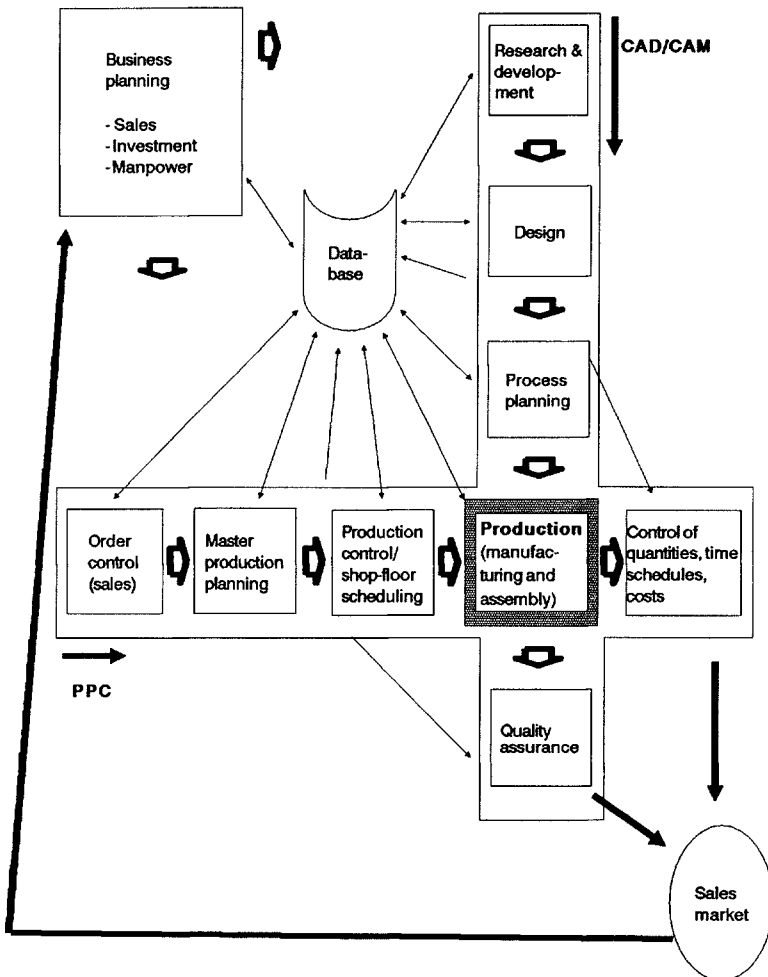 Business
planning
- Sales
- Investment
- Manpower
Research &
develop-
ment
CAD/CAM
Data-
base
Design
Process
planning
Order
control
(sales)
Master
production
planning
Production
control/
shop-floor
scheduling
Production
(manufac-
turing and
assembly)
Control of
quantities, time
schedules,
costs
PPC
Quality
assurance
Sales
market